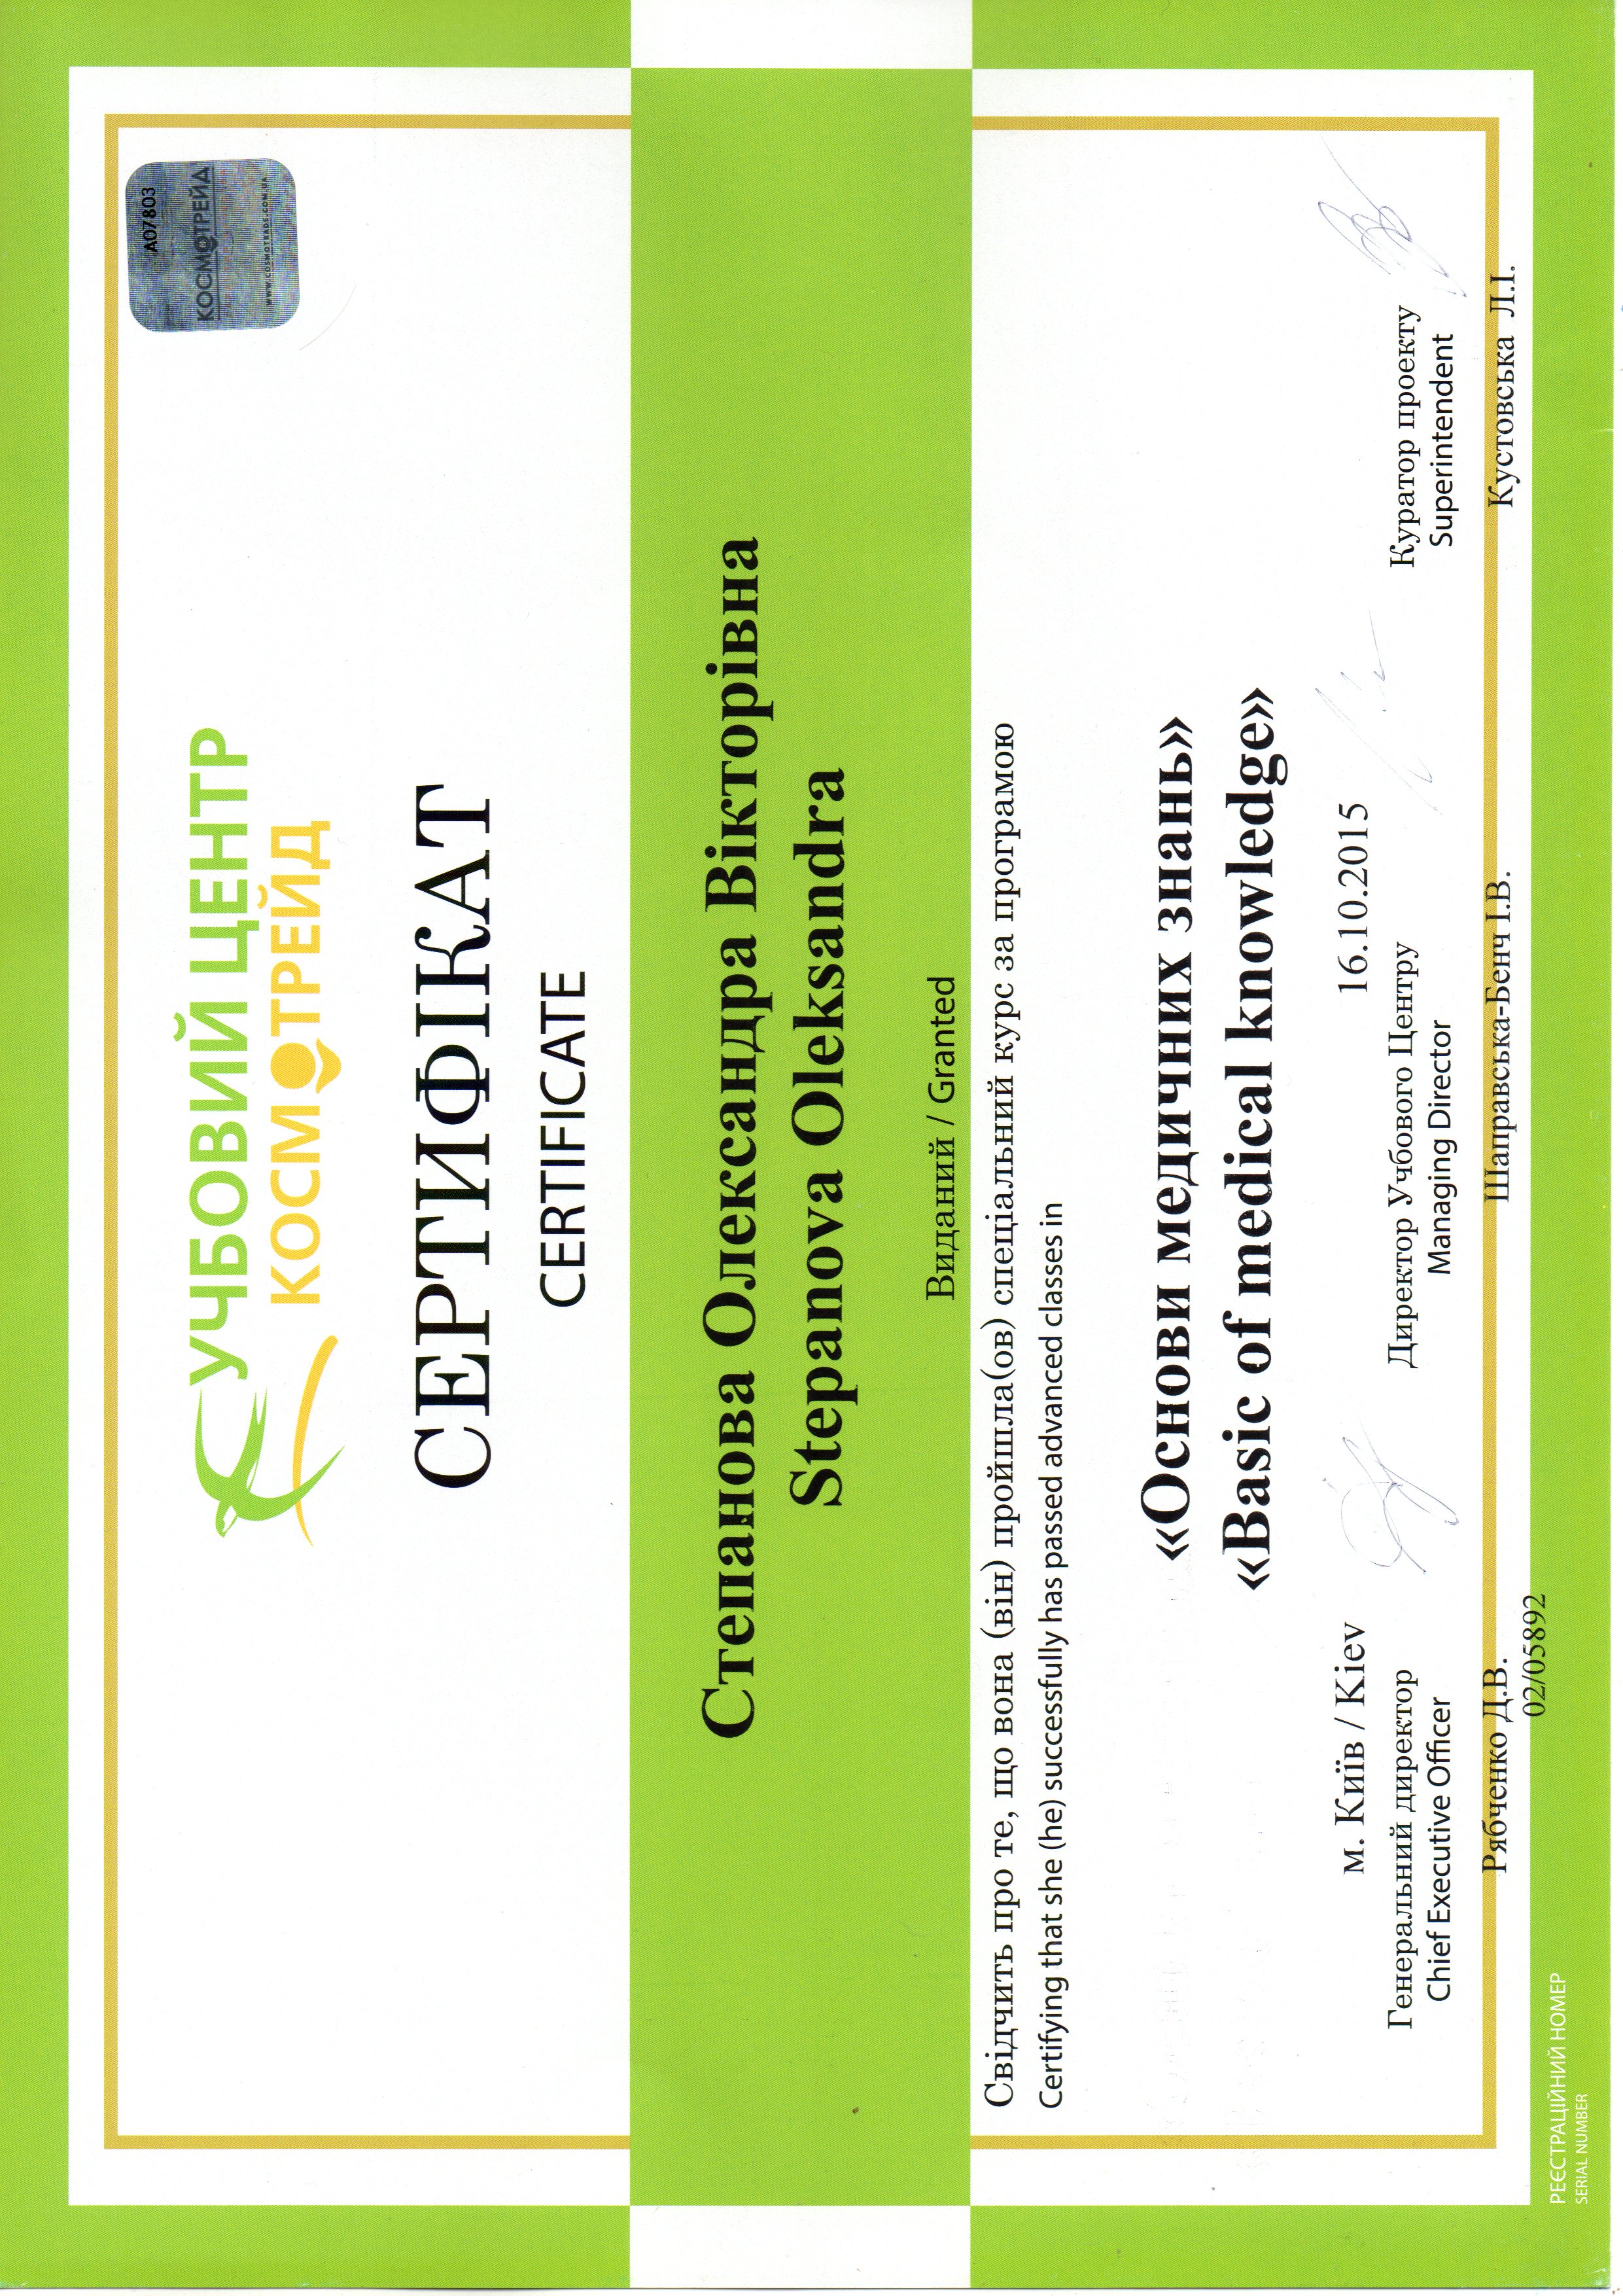 A07803
КОСМОТРЕЙД
WWW.COSMOTRADE.COM.UA
УЧБОВИЙ ЦЕНТР
КОСМОТРЕЙД
СЕРТИФІКАТ
CERTIFICATE
Степанова Олександра Вікторівна
Stepanova Oleksandra
Виданий / Granted
Свідчить про те, що вона (він) пройшла(ов) спеціальний курс за програмою
Certifying that she (he) successfully has passed advanced classes in
«Основи медичних знань»
«Basic of medical knowledge»
м. Київ / Kiev 16.10.2015
Генеральний директор Директор Учбового Центру Куратор проекту
Chief Executive Officer Managing Director Superintendent
Рябченко Д.В. Шаправська-Бенч І.В. Кустовська Л.І.
02/05892
РЕЄСТРАЦІЙНИЙ НОМЕР
SERIAL NUMBER